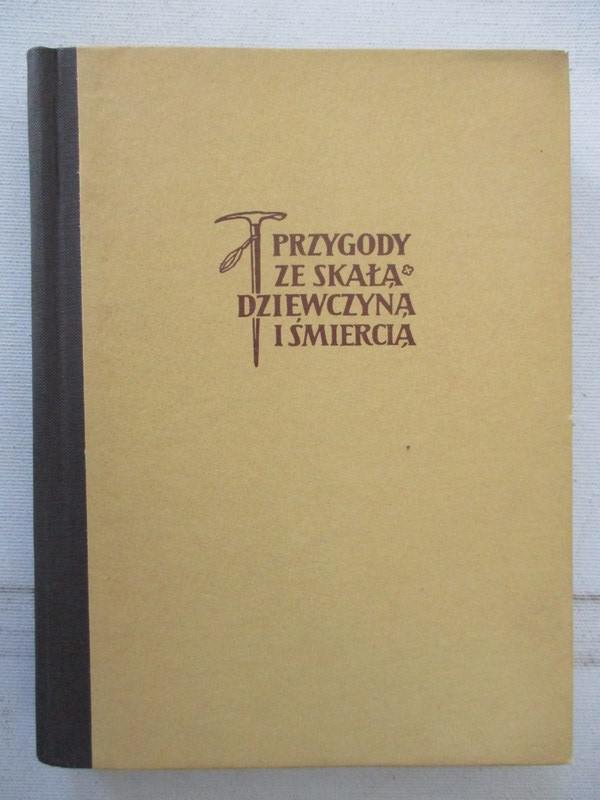 PRZYGODY
ZE SKAŁĄ
DZIEWCZYNĄ
I ŚMIERCIĄ